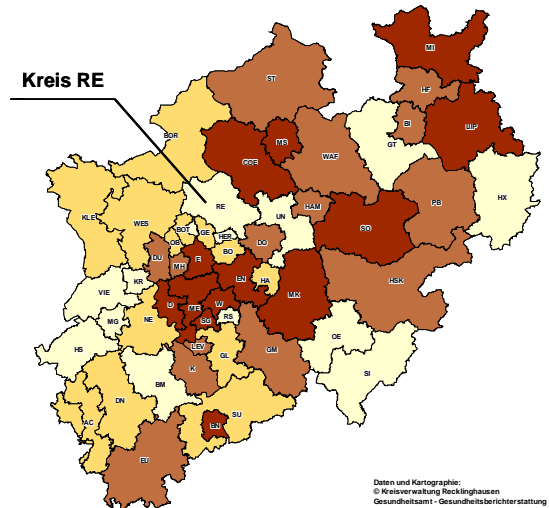 MI
Kreis RE
ST
HF
BI
LIP
BOR
MS
GT
COE
WAF
HX
RE
HAM
PB
KLE
WES
UN
SO
BOT
GE
HER
OB
BO
DO
DU
MH
E
EN
HA
HSK
KR
VIE
D
ME
W
MK
MG
NE
SG
RS
OE
HS
LEV
GL
GM
K
SI
BM
DN
SU
AC
BN
EU
Daten und Kartographie:
© Kreisverwaltung Recklinghausen
Gesundheitsamt - Gesundheitsberichterstattung